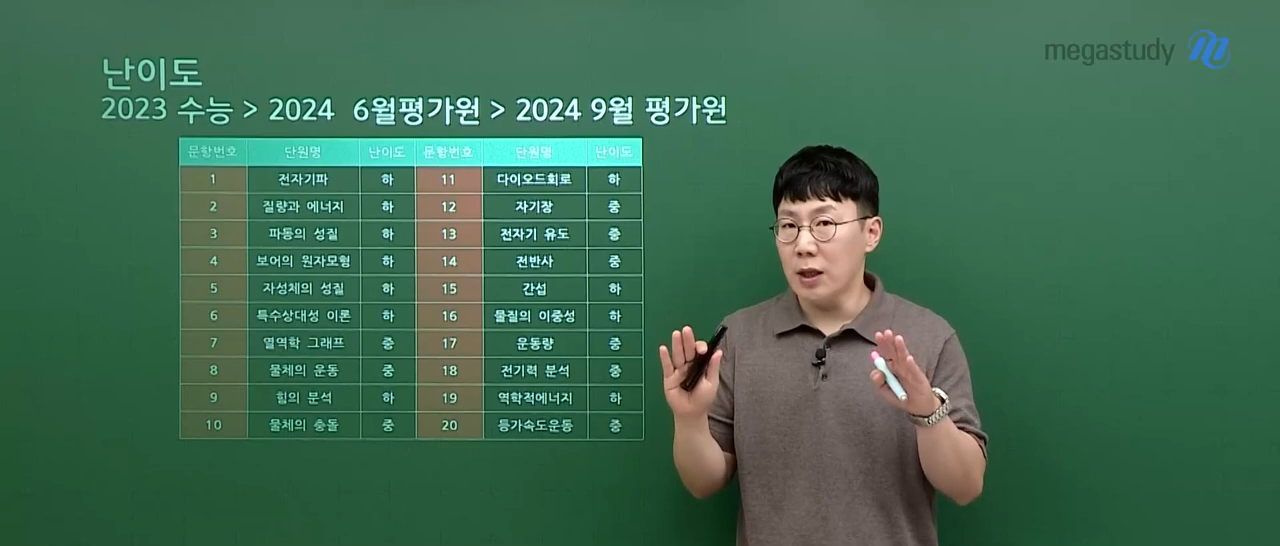 megastudy
난이도
2023 수능 > 2024 6월평가원 > 2024 9월 평가원
문항번호 단원명 난이도 문항번호 단원명 난이도
1 전자기파 하 11 다이오드회로 하
2 질량과 에너지 하 12 자기장 중
3 파동의 성질 하 13 전자기 유도 중
4 보어의 원자모형 하 14 전반사 중
5 자성체의 성질 하 15 간섭 하
6 특수상대성 이론 하 16 물질의 이중성 하
7 열역학 그래프 중 17 운동량 중
8 물체의 운동 중 18 전기력 분석 중
9 힘의 분석 하 19 역학적에너지 하
10 물체의 충돌 중 20 등가속도운동 중